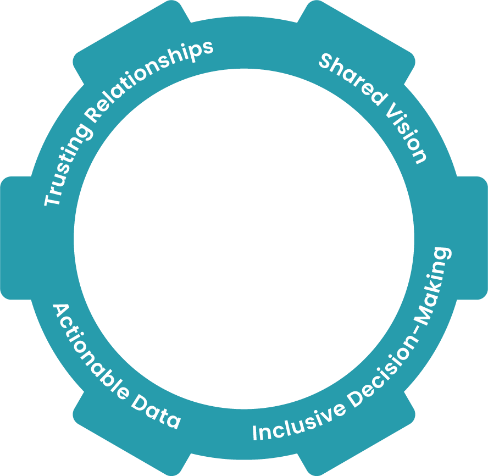 Trusting Relationships
Shared Vision
Inclusive Decision-Making
Actionable Data